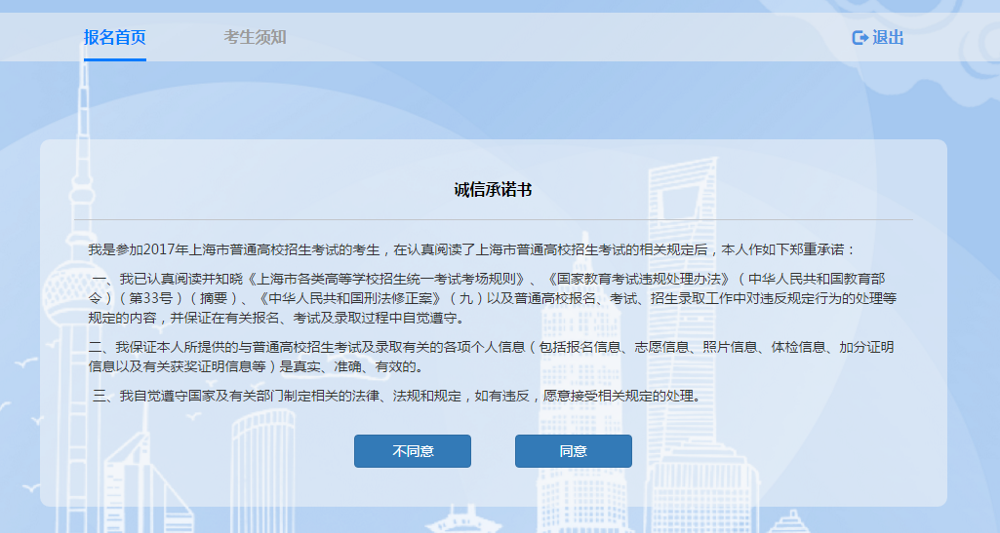 报名首页 考生须知 退出
诚信承诺书
我是参加2017年上海市普通高校招生考试的考生，在认真阅读了上海市普通高校招生考试的相关规定后，本人作如下郑重承诺：
一、我已认真阅读并知晓《上海市各类高等学校招生统一考试考场规则》、《国家教育考试违规处理办法》（中华人民共和国教育部
令）（第33号）（摘要）、《中华人民共和国刑法修正案》（九）以及普通高校报名、考试、招生录取工作中对违反规定行为的处理等
规定的内容，并保证在有关报名、考试及录取过程中自觉遵守。
二、我保证本人所提供的与普通高校招生考试及录取有关的各项个人信息（包括报名信息、志愿信息、照片信息、体检信息、加分证明
信息以及有关获奖证明信息等）是真实、准确、有效的。
三、我自觉遵守国家及有关部门制定相关的法律、法规和规定，如有违反，愿意接受相关规定的处理。
不同意 同意